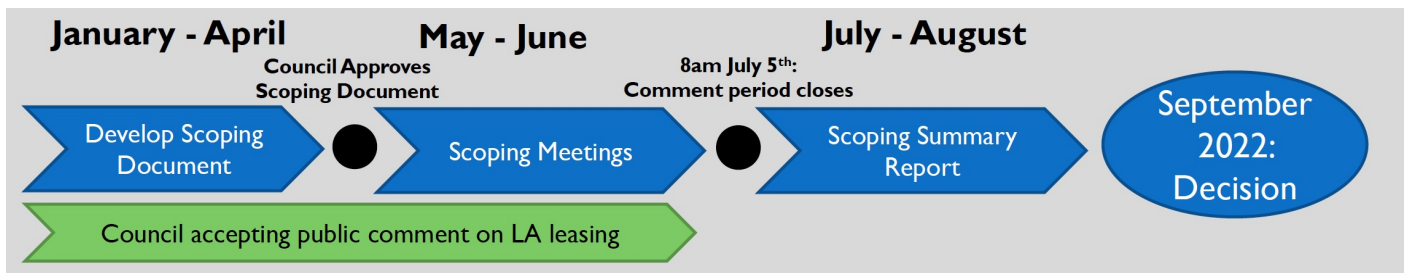 January - April
May - June
July - August
Council Approves
Scoping Document
8am July 5th:
Comment period closes
Develop Scoping
Document
Scoping Meetings
Scoping Summary
Report
September
2022:
Decision
Council accepting public comment on LA leasing